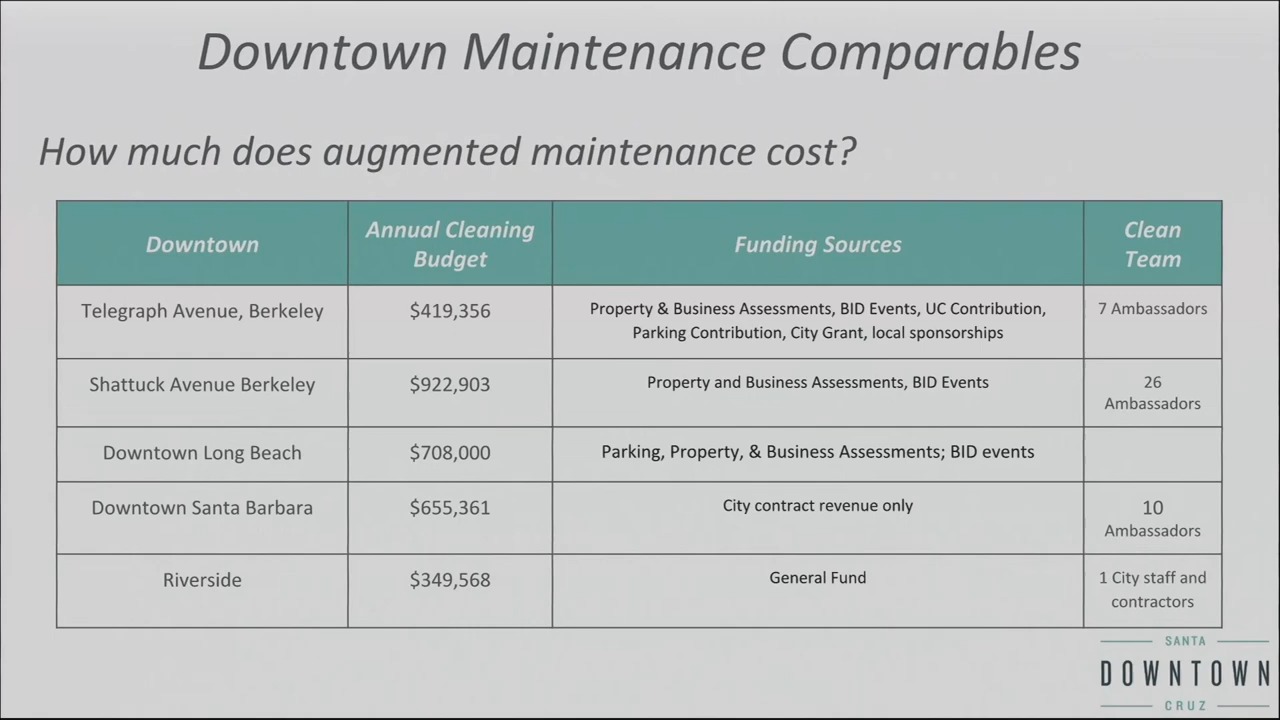 Downtown Maintenance Comparables
How much does augmented maintenance cost?
Downtown
Annual Cleaning
Budget
Funding Sources
Clean
Team
Telegraph Avenue, Berkeley
$419,356
Property & Business Assessments, BID Events, UC Contribution,
Parking Contribution, City Grant, local sponsorships
7 Ambassadors
Shattuck Avenue Berkeley
$922,903
Property and Business Assessments, BID Events
26
Ambassadors
Downtown Long Beach
$708,000
Parking, Property, & Business Assessments; BID events
Downtown Santa Barbara
$655,361
City contract revenue only
10
Ambassadors
Riverside
$349,568
General Fund
1 City staff and
contractors
SANTA
DOWNTOWN
CRUZ